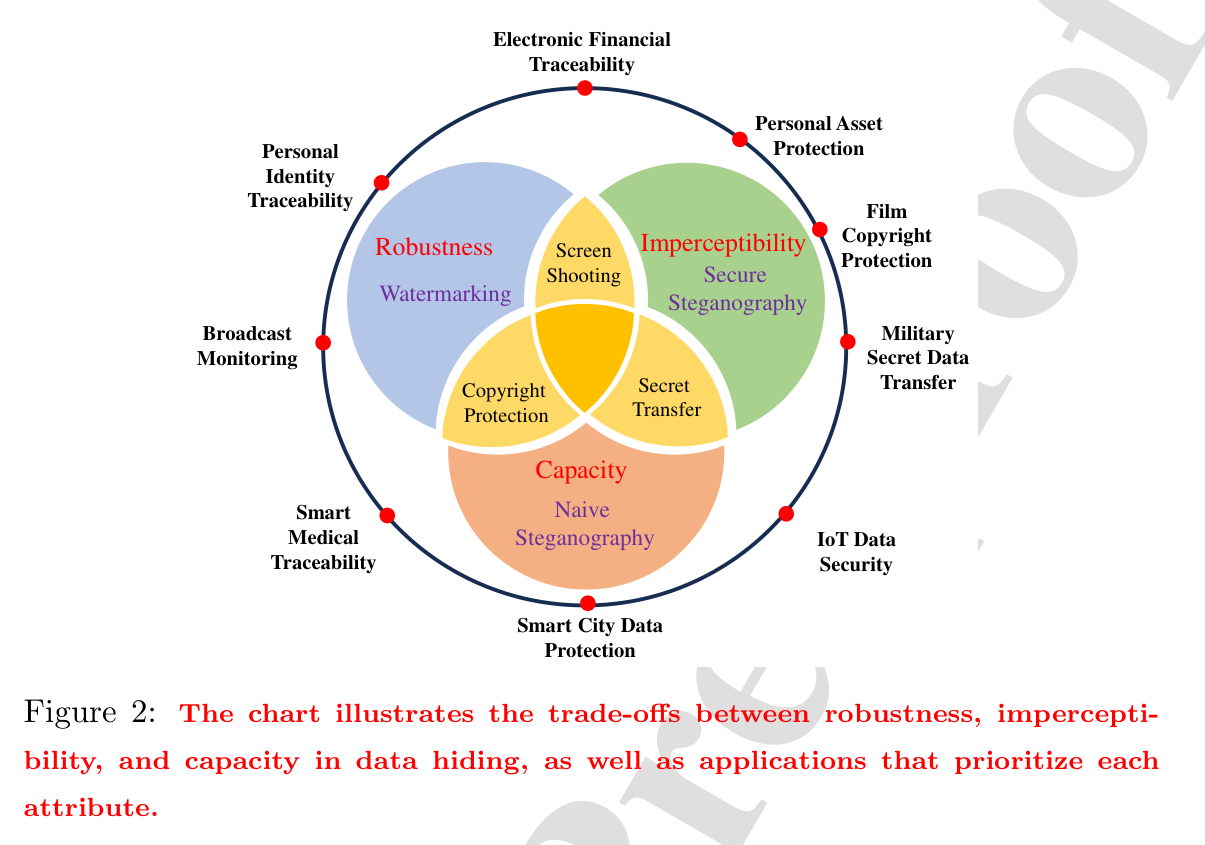 Electronic Financial
Traceability
Personal Asset
Protection
Personal
Identity
Traceability
Film
Copyright
Protection
Robustness
Watermarking
Screen
Shooting
Imperceptibility
Secure
Steganography
Broadcast
Monitoring
Military
Secret Data
Transfer
Copyright
Protection
Secret
Transfer
Capacity
Naive
Steganography
Smart
Medical
Traceability
IoT Data
Security
Smart City Data
Protection
Figure 2: The chart illustrates the trade-offs between robustness, impercepti-
bility, and capacity in data hiding, as well as applications that prioritize each
attribute.